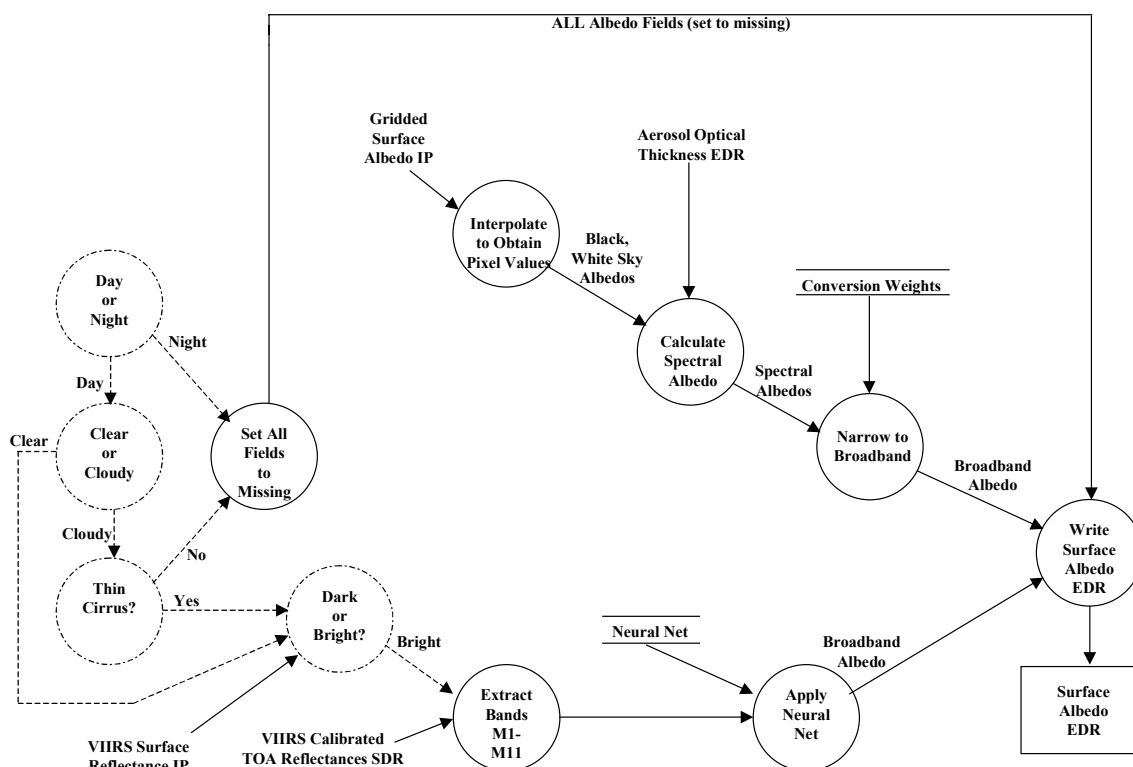 ALL Albedo Fields (set to missing)
Gridded
Surface
Albedo IP
Aerosol Optical
Thickness EDR
Interpolate
to Obtain
Pixel Values
Black,
White Sky
Albedos
Conversion Weights
Day
or
Night
Night
Day
Calculate
Spectral
Albedo
Spectral
Albedos
Clear
Clear
or
Cloudy
Set All
Fields
to
Missing
Narrow to
Broadband
Broadband
Albedo
Cloudy
No
Write
Surface
Albedo
EDR
Thin
Cirrus?
Yes
Dark
or
Bright?
Bright
Neural Net
Broadband
Albedo
Extract
Bands
M1-
M11
Apply
Neural
Net
Surface
Albedo
EDR
VIIRS Surface
Reflectance IP
VIIRS Calibrated
TOA Reflectances SDR